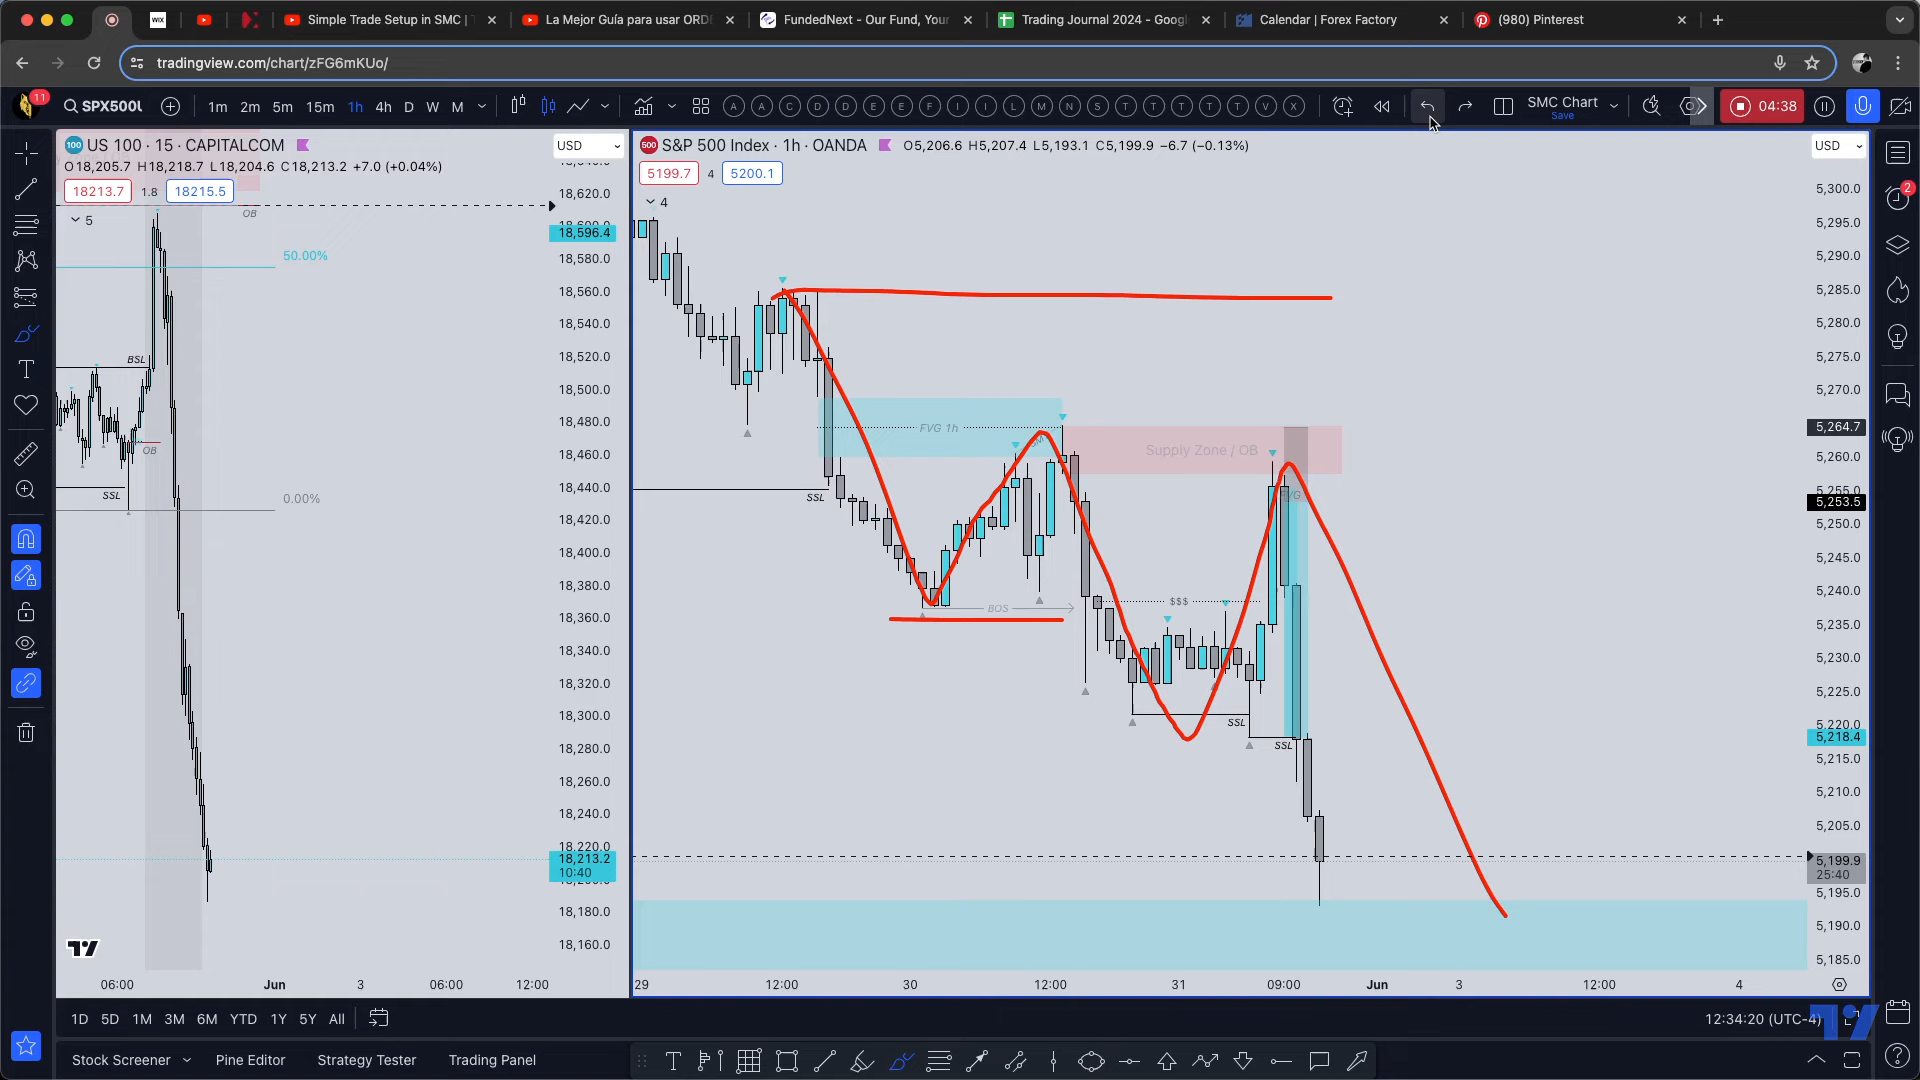 WIX
Simple Trade Setup in SMC | T
La Mejor Guía para usar ORDE
FundedNext - Our Fund, Your
Trading Journal 2024 - Google
Calendar | Forex Factory
(980) Pinterest
tradingview.com/chart/zFG6mKUo/
11
SPX500U
1m 2m 5m 15m 1h 4h D W M
A A C D D E E F I I L M N S T T T T T V X
SMC Chart
Save
04:38
US 100 · 15 · CAPITALCOM
USD
O18,205.7 H18,218.7 L18,204.6 C18,213.2 +7.0 (+0.04%)
18213.7 1.8 18215.5
5
OB
50.00%
BSL
OB
SSL
0.00%
18,620.0
18,596.4
18,580.0
18,560.0
18,540.0
18,520.0
18,500.0
18,480.0
18,460.0
18,440.0
18,420.0
18,400.0
18,380.0
18,360.0
18,340.0
18,320.0
18,300.0
18,280.0
18,260.0
18,240.0
18,220.0
18,213.2
10:40
18,180.0
18,160.0
06:00 Jun 3 06:00 12:00
500 S&P 500 Index · 1h · OANDA
O5,206.6 H5,207.4 L5,193.1 C5,199.9 −6.7 (−0.13%)
USD
5199.7 4 5200.1
4
FVG 1h
Supply Zone / OB
SSL
FVG
BOS
$$$
SSL
SSL
5,300.0
5,295.0
5,290.0
5,285.0
5,280.0
5,275.0
5,270.0
5,264.7
5,260.0
5,255.0
5,253.5
5,250.0
5,245.0
5,240.0
5,235.0
5,230.0
5,225.0
5,220.0
5,218.4
5,215.0
5,210.0
5,205.0
5,199.9
25:40
5,195.0
5,190.0
5,185.0
29 12:00 30 12:00 31 09:00 Jun 3 12:00 4
2
1D 5D 1M 3M 6M YTD 1Y 5Y All
12:34:20 (UTC-4)
Stock Screener Pine Editor Strategy Tester Trading Panel